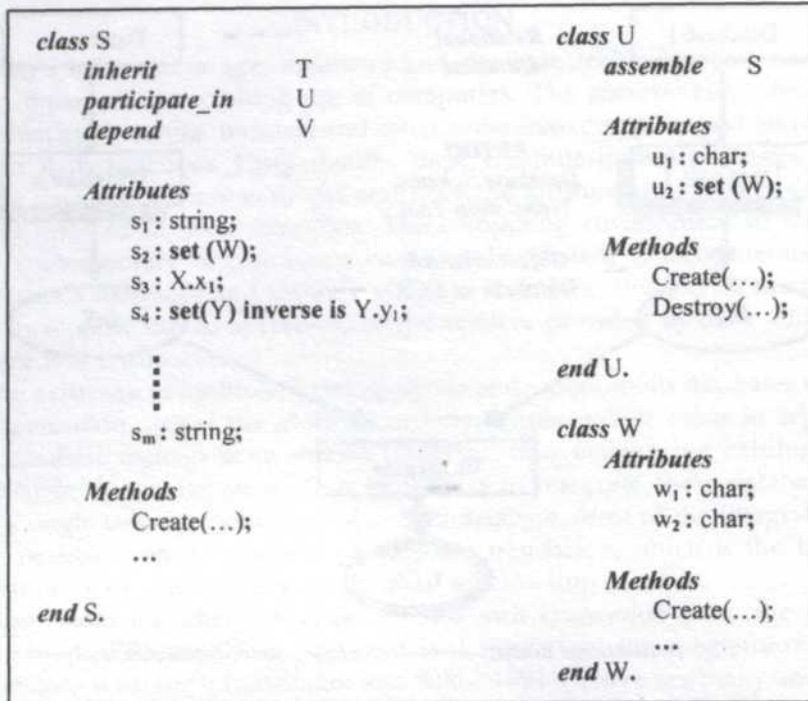 class S
inherit T
participate_in U
depend V
Attributes
s₁ : string;
s₂ : set (W);
s₃ : X.x₁;
s₄ : set(Y) inverse is Y.y₁;
sₘ : string;
Methods
Create(…);
…
end S.
class U
assemble S
Attributes
u₁ : char;
u₂ : set (W);
Methods
Create(…);
Destroy(…);
end U.
class W
Attributes
w₁ : char;
w₂ : char;
Methods
Create(…);
…
end W.